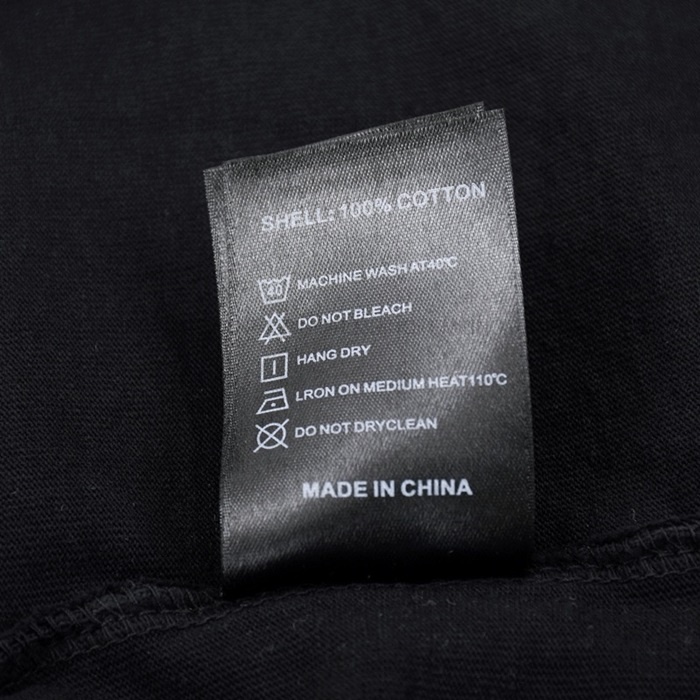 SHELL: 100% COTTON
40 MACHINE WASH AT40℃
DO NOT BLEACH
HANG DRY
LRON ON MEDIUM HEAT110℃
DO NOT DRYCLEAN
MADE IN CHINA